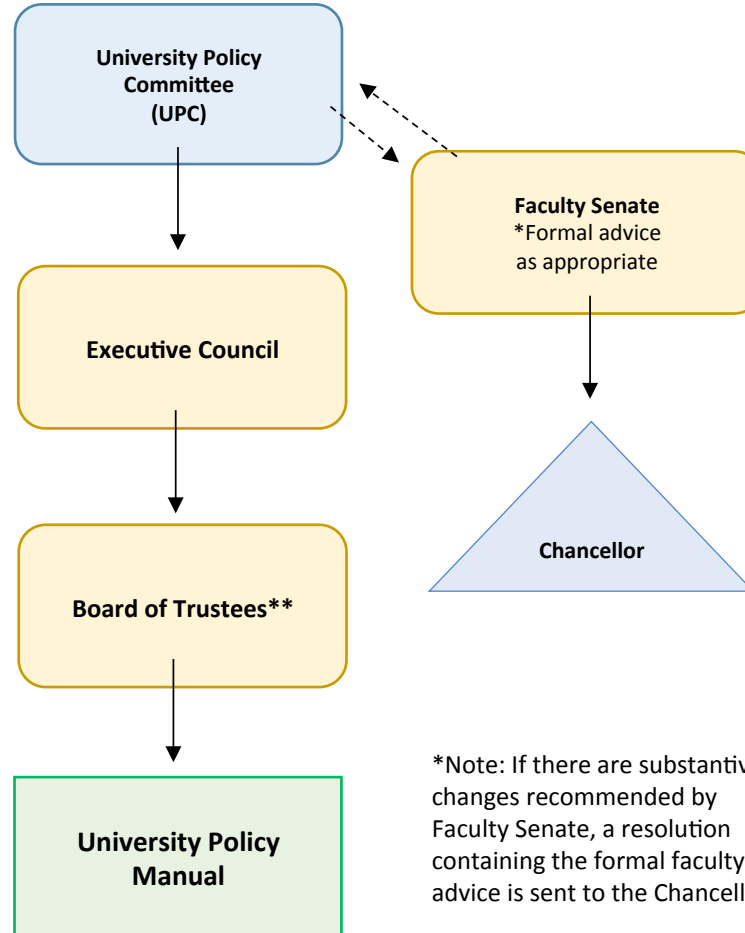 University Policy
Committee
(UPC)
Faculty Senate
*Formal advice
as appropriate
Executive Council
Chancellor
Board of Trustees**
*Note: If there are substantiv
changes recommended by
Faculty Senate, a resolution
containing the formal faculty
advice is sent to the Chancell
University Policy
Manual